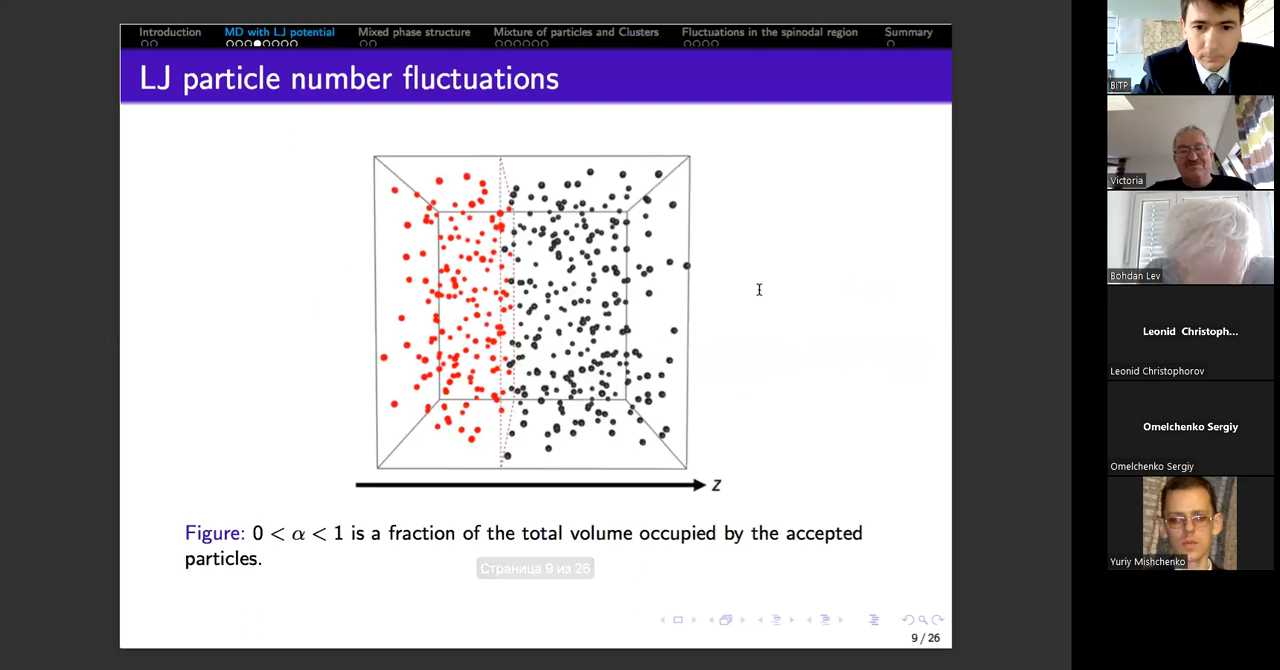 Introduction
MD with LJ potential
Mixed phase structure
Mixture of particles and Clusters
Fluctuations in the spinodal region
Summary
LJ particle number fluctuations
z
Figure: 0 < α < 1 is a fraction of the total volume occupied by the accepted
particles.
Страница 9 из 26
9 / 26
BITP
Victoria
Bohdan Lev
Leonid Christoph...
Leonid Christophorov
Omelchenko Sergiy
Omelchenko Sergiy
Yuriy Mishchenko